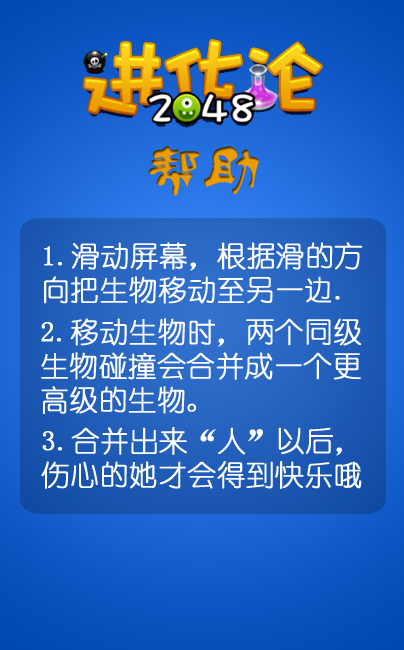 进化论
2048
帮助
1.滑动屏幕，根据滑的方
向把生物移动至另一边.
2.移动生物时，两个同级
生物碰撞会合并成一个更
高级的生物。
3.合并出来“人”以后，
伤心的她才会得到快乐哦